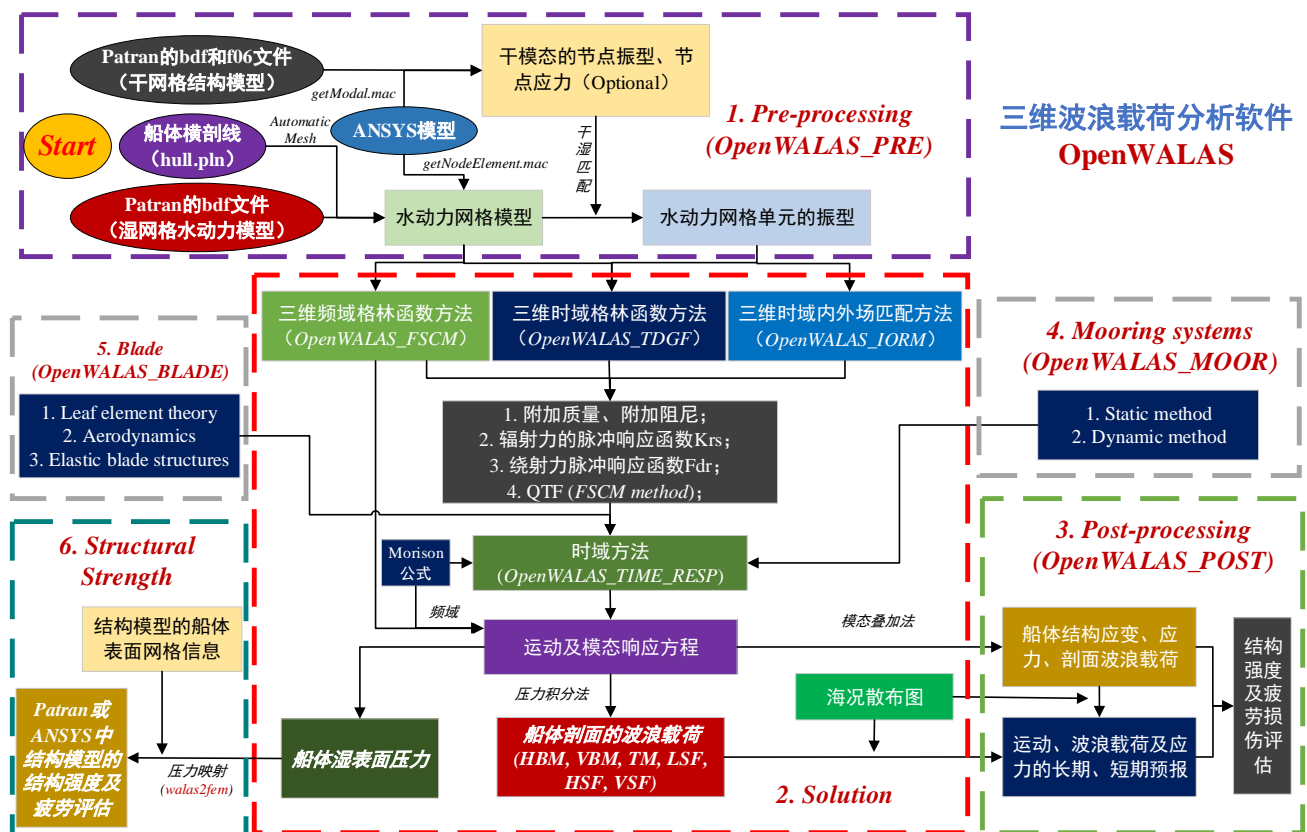 Patran的bdf和f06文件
（干网格结构模型）
getModal.mac
干模态的节点振型、节
点应力（Optional）
Start
船体横剖线
（hull.pln）
Automatic
Mesh
ANSYS模型
getNodeElement.mac
干湿匹配
1. Pre-processing
(OpenWALAS_PRE)
三维波浪载荷分析软件
OpenWALAS
Patran的bdf文件
（湿网格水动力模型）
水动力网格模型
水动力网格单元的振型
三维频域格林函数方法
（OpenWALAS_FSCM）
三维时域格林函数方法
（OpenWALAS_TDGF）
三维时域内外场匹配方法
（OpenWALAS_IORM）
5. Blade
(OpenWALAS_BLADE)
1. Leaf element theory
2. Aerodynamics
3. Elastic blade structures
4. Mooring systems
(OpenWALAS_MOOR)
1. Static method
2. Dynamic method
1. 附加质量、附加阻尼；
2. 辐射力的脉冲响应函数Krs；
3. 绕射力脉冲响应函数Fdr；
4. QTF (FSCM method)；
Morison
公式
时域方法
(OpenWALAS_TIME_RESP)
频域
运动及模态响应方程
模态叠加法
压力积分法
船体湿表面压力
船体剖面的波浪载荷
(HBM, VBM, TM, LSF,
HSF, VSF)
海况散布图
2. Solution
6. Structural
Strength
结构模型的船体
表面网格信息
Patran或
ANSYS中
结构模型的
结构强度及
疲劳评估
压力映射
(walas2fem)
3. Post-processing
(OpenWALAS_POST)
船体结构应变、应
力、剖面波浪载荷
运动、波浪载荷及应
力的长期、短期预报
结构
强度
及疲
劳损
伤评
估